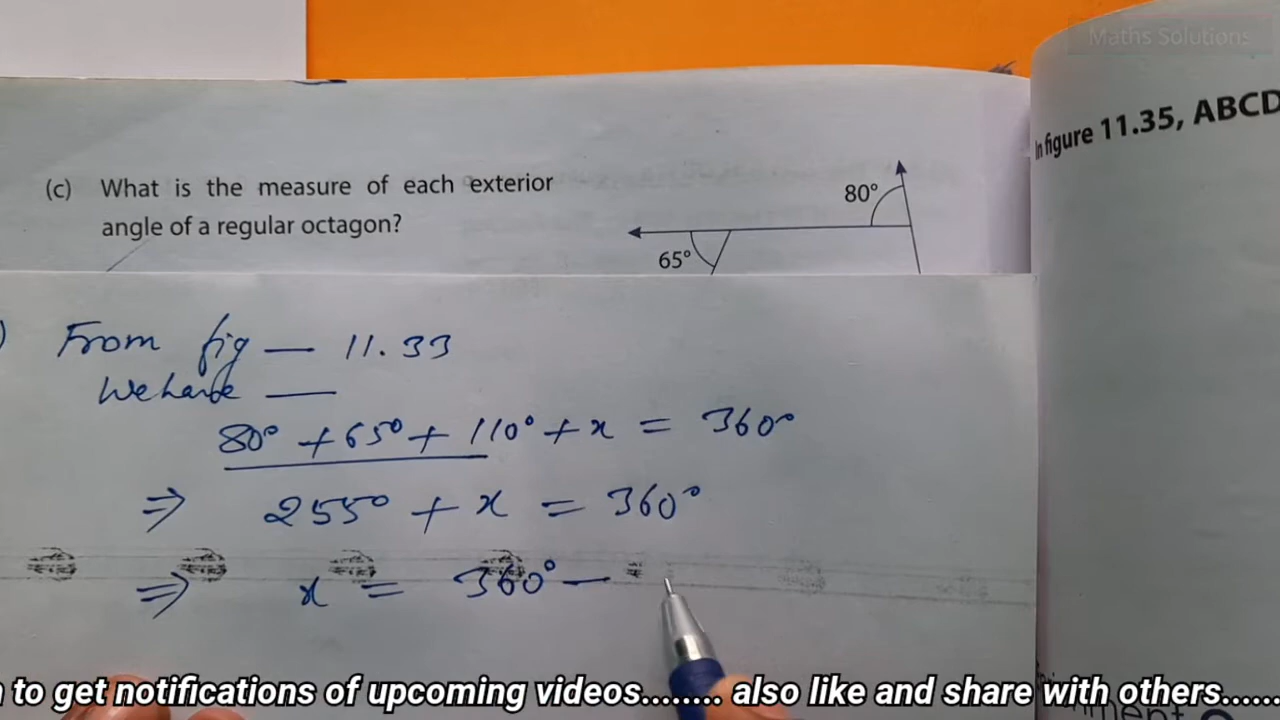 Maths Solutions
In figure 11.35, ABCD
(c) What is the measure of each exterior
angle of a regular octagon?
80°
65°
) From fig — 11.33
We have —
80° + 65° + 110° + x = 360°
⇒ 255° + x = 360°
⇒ x = 360° —
to get notifications of upcoming videos........ also like and share with others......